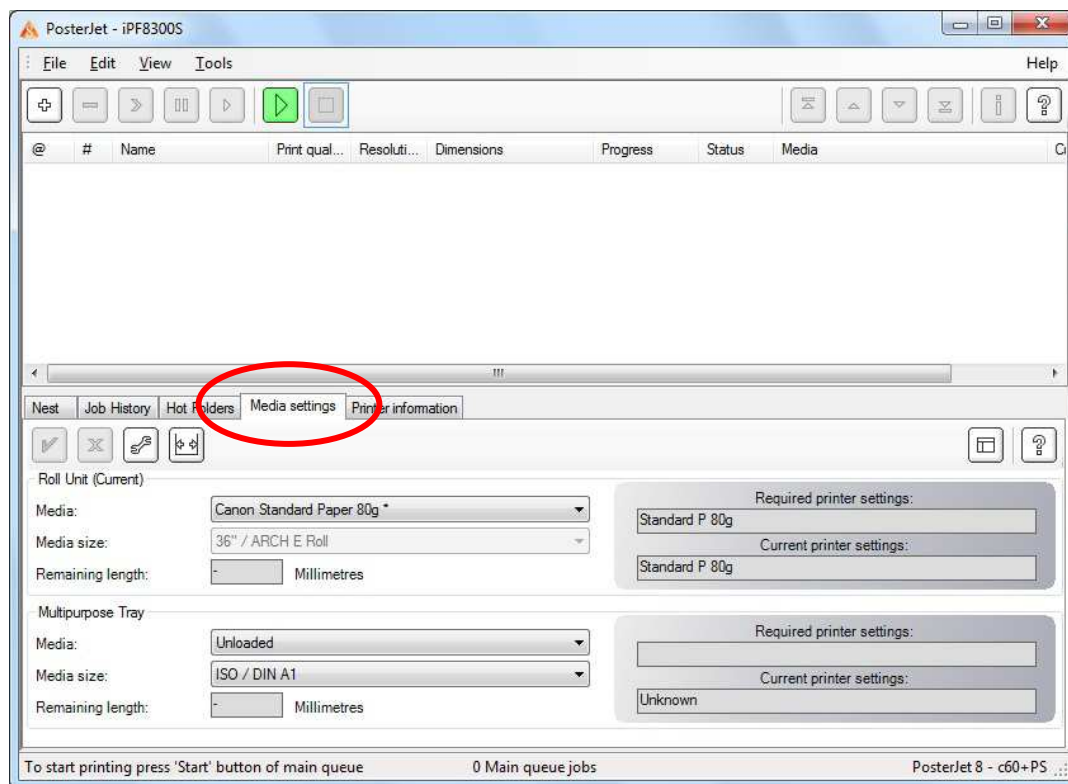 PosterJet - iPF8300S
File Edit View Tools Help
@ # Name Print qual... Resoluti... Dimensions Progress Status Media
Nest Job History Hot Folders Media settings Printer information
Roll Unit (Current)
Media: Canon Standard Paper 80g *
Media size: 36" / ARCH E Roll
Remaining length: - Millimetres
Required printer settings:
Standard P 80g
Current printer settings:
Standard P 80g
Multipurpose Tray
Media: Unloaded
Media size: ISO / DIN A1
Remaining length: - Millimetres
Required printer settings:
Current printer settings:
Unknown
To start printing press 'Start' button of main queue 0 Main queue jobs PosterJet 8 - c60+PS